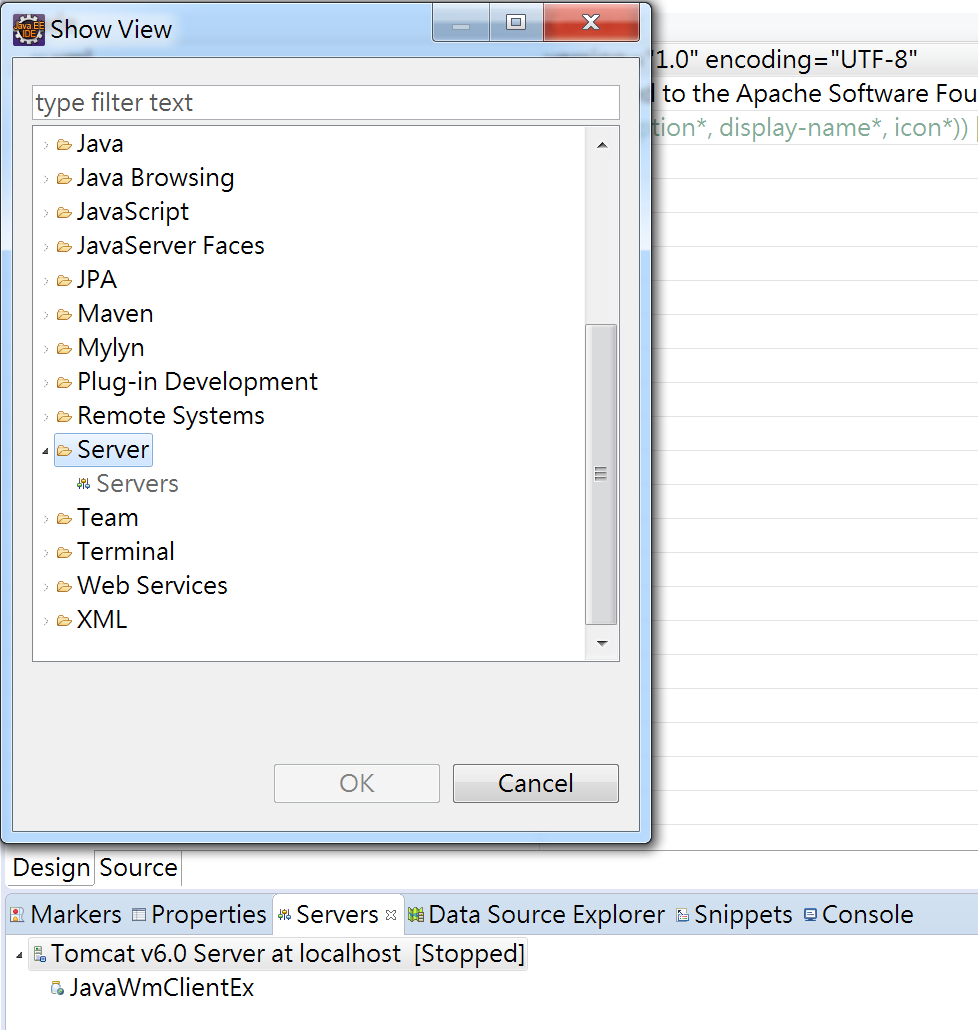 Java EE
IDE
Show View
type filter text
Java
Java Browsing
JavaScript
JavaServer Faces
JPA
Maven
Mylyn
Plug-in Development
Remote Systems
Server
Servers
Team
Terminal
Web Services
XML
OK Cancel
"1.0" encoding="UTF-8"
to the Apache Software Fou
tion*, display-name*, icon*)) |
Design Source
Markers Properties Servers Data Source Explorer Snippets Console
Tomcat v6.0 Server at localhost [Stopped]
JavaWmClientEx